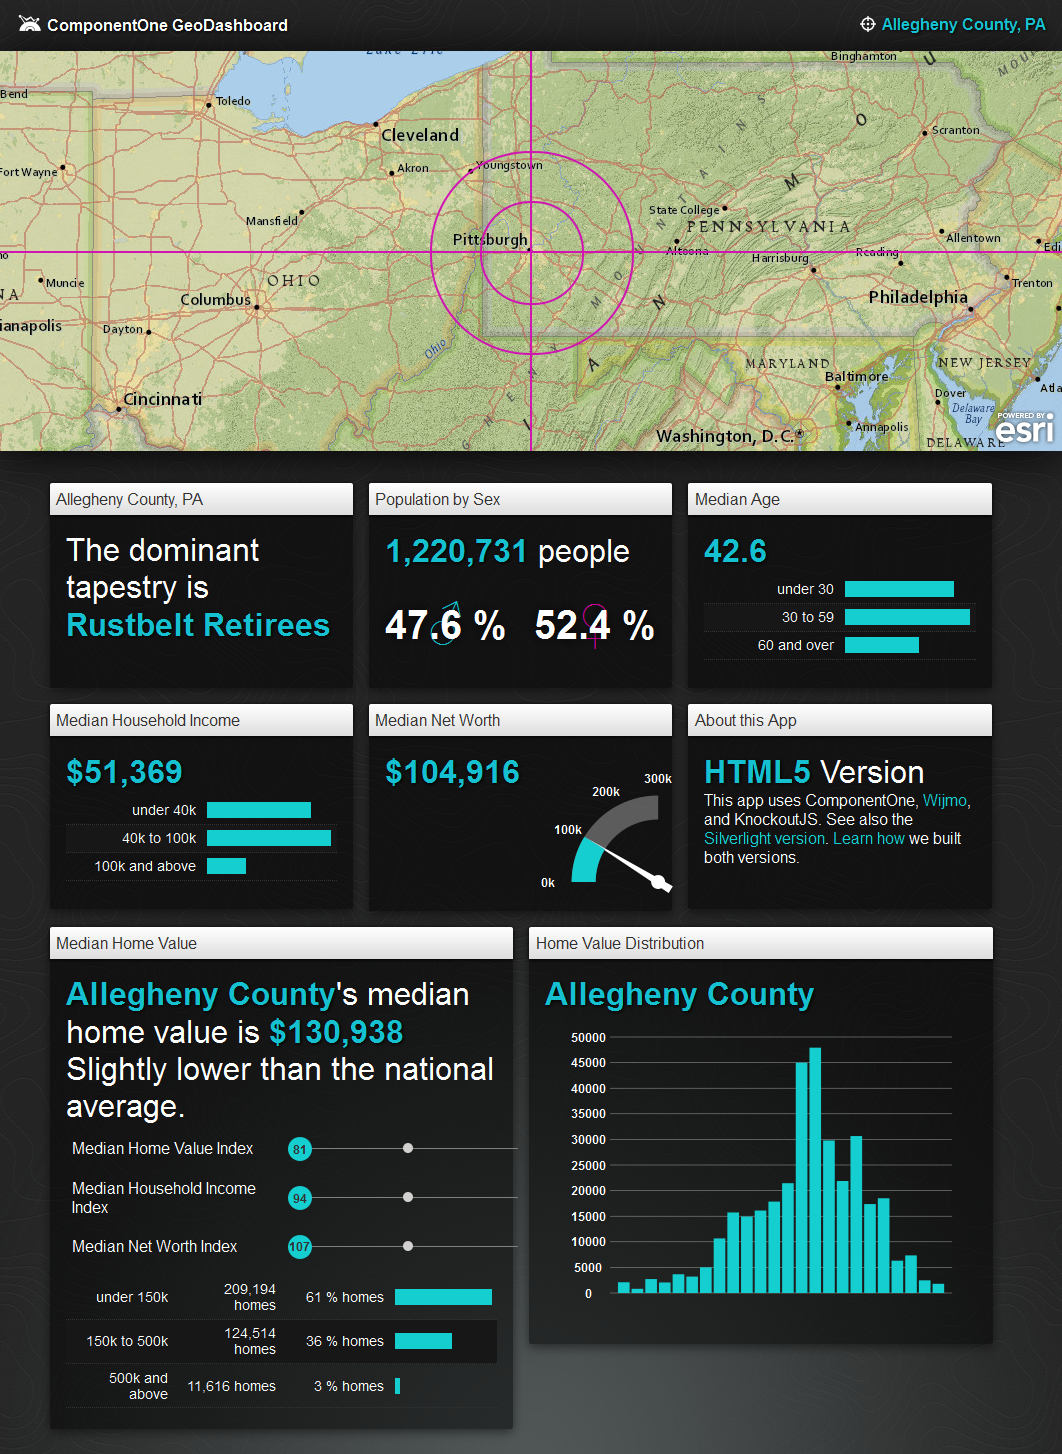 ComponentOne GeoDashboard
Allegheny County, PA
Binghamton
Bend
Toledo
Cleveland
Scranton
Fort Wayne
Akron
Youngstown
Mansfield
State College
PENNSYLVANIA
Pittsburgh
Altoona
Allentown
Harrisburg
Reading
Muncie
OHIO
Trenton
Columbus
Philadelphia
ianapolis
Dayton
Ohio
MARYLAND
NEW JERSEY
Baltimore
Cincinnati
Dover
Atla
Delaware
Bay
Annapolis
POWERED BY
esri
Washington, D.C.
DELAWARE
Allegheny County, PA
The dominant
tapestry is
Rustbelt Retirees
Population by Sex
1,220,731 people
47.6 % 52.4 %
Median Age
42.6
under 30
30 to 59
60 and over
Median Household Income
$51,369
under 40k
40k to 100k
100k and above
Median Net Worth
$104,916
300k
200k
100k
0k
About this App
HTML5 Version
This app uses ComponentOne, Wijmo,
and KnockoutJS. See also the
Silverlight version. Learn how we built
both versions.
Median Home Value
Allegheny County's median
home value is $130,938
Slightly lower than the national
average.
Median Home Value Index 81
Median Household Income
Index 94
Median Net Worth Index 107
under 150k 209,194 homes 61 % homes
150k to 500k 124,514 homes 36 % homes
500k and above 11,616 homes 3 % homes
Home Value Distribution
Allegheny County
50000
45000
40000
35000
30000
25000
20000
15000
10000
5000
0